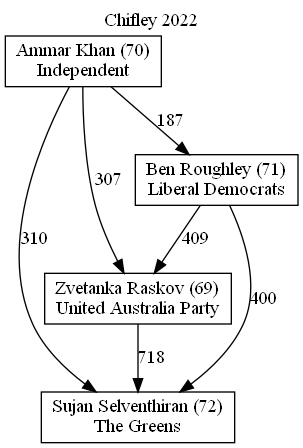 Chifley 2022
Ammar Khan (70)
Independent
187
Ben Roughley (71)
Liberal Democrats
307
310
409
400
Zvetanka Raskov (69)
United Australia Party
718
Sujan Selventhiran (72)
The Greens